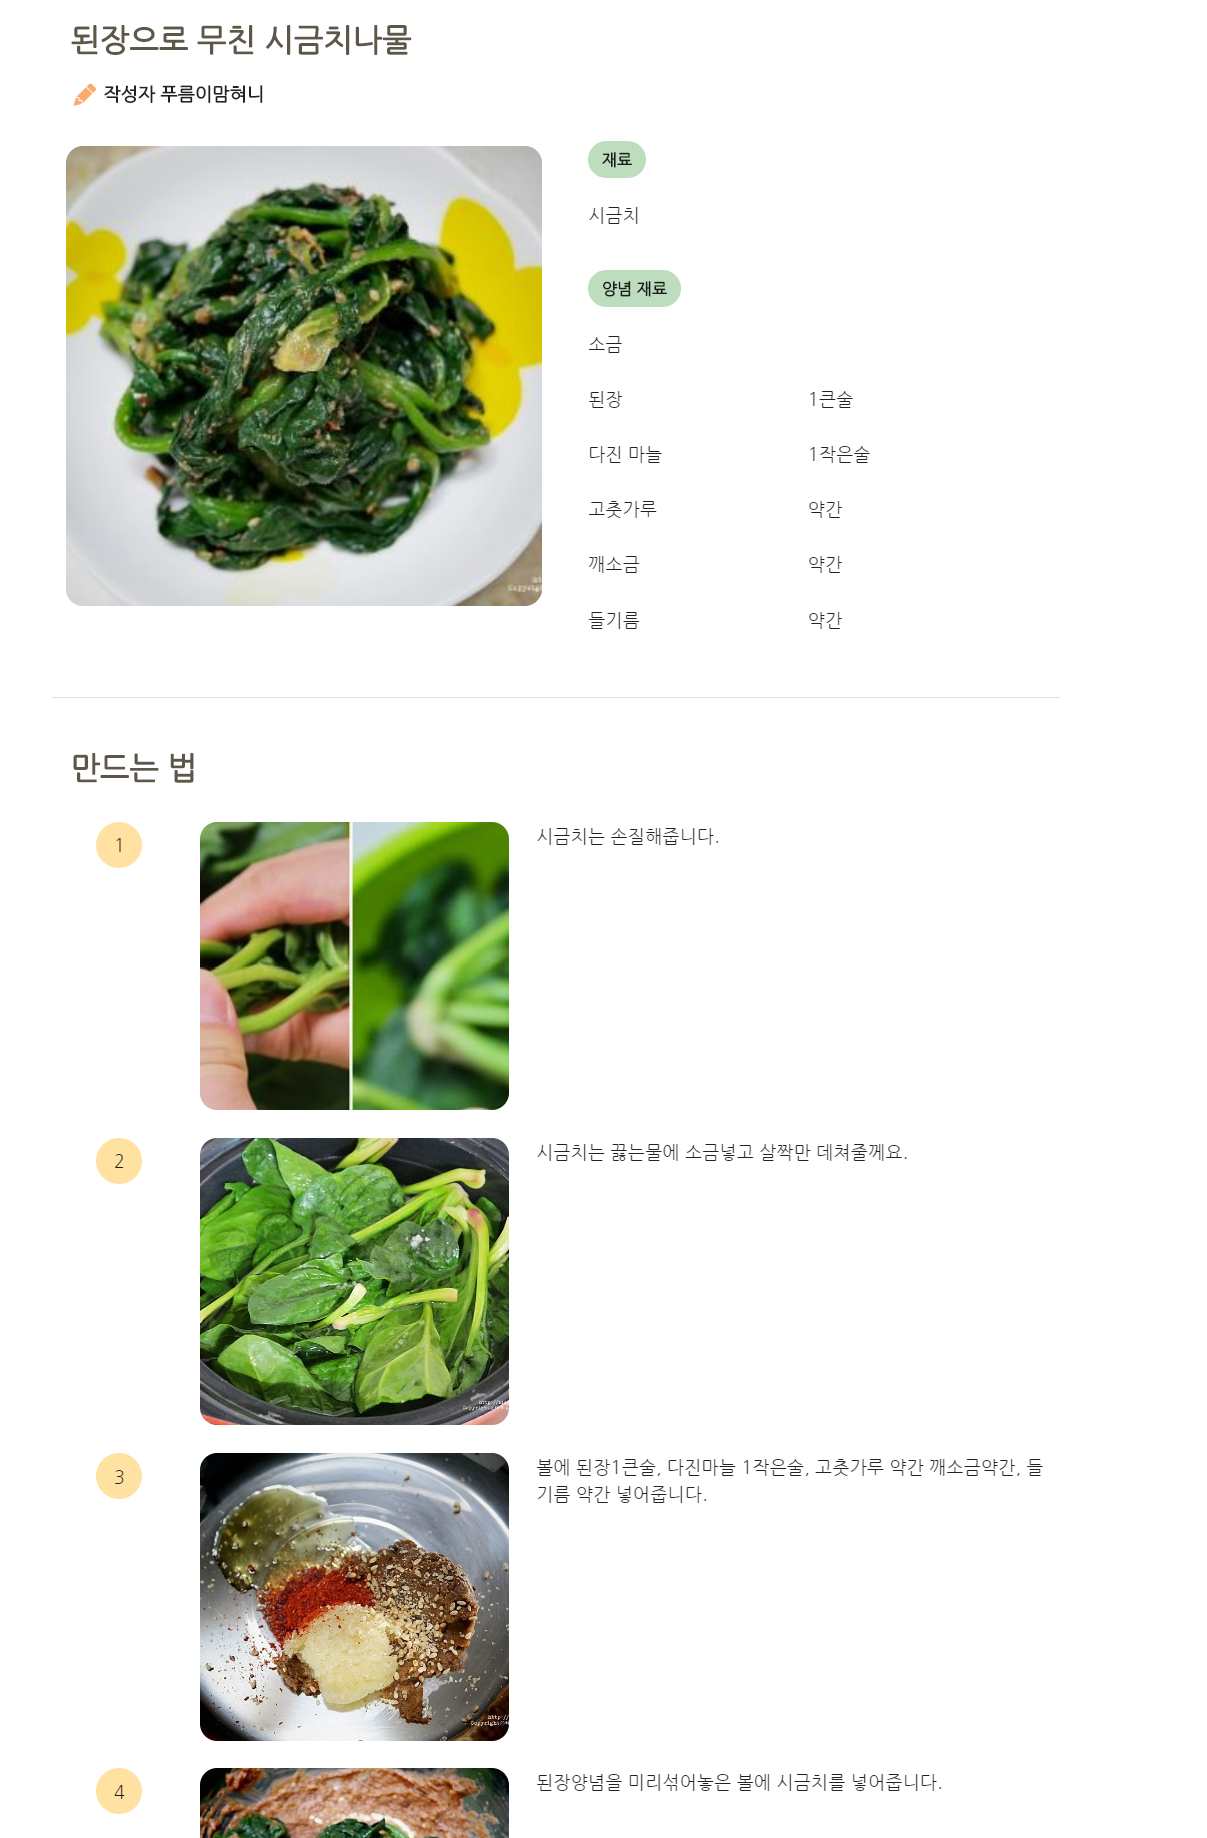 된장으로 무친 시금치나물
작성자 푸름이맘혀니
재료
시금치
양념 재료
소금
된장 1큰술
다진 마늘 1작은술
고춧가루 약간
깨소금 약간
들기름 약간
만드는 법
1 시금치는 손질해줍니다.
2 시금치는 끓는물에 소금넣고 살짝만 데쳐줄께요.
3 볼에 된장1큰술, 다진마늘 1작은술, 고춧가루 약간 깨소금약간, 들
기름 약간 넣어줍니다.
4 된장양념을 미리섞어놓은 볼에 시금치를 넣어줍니다.